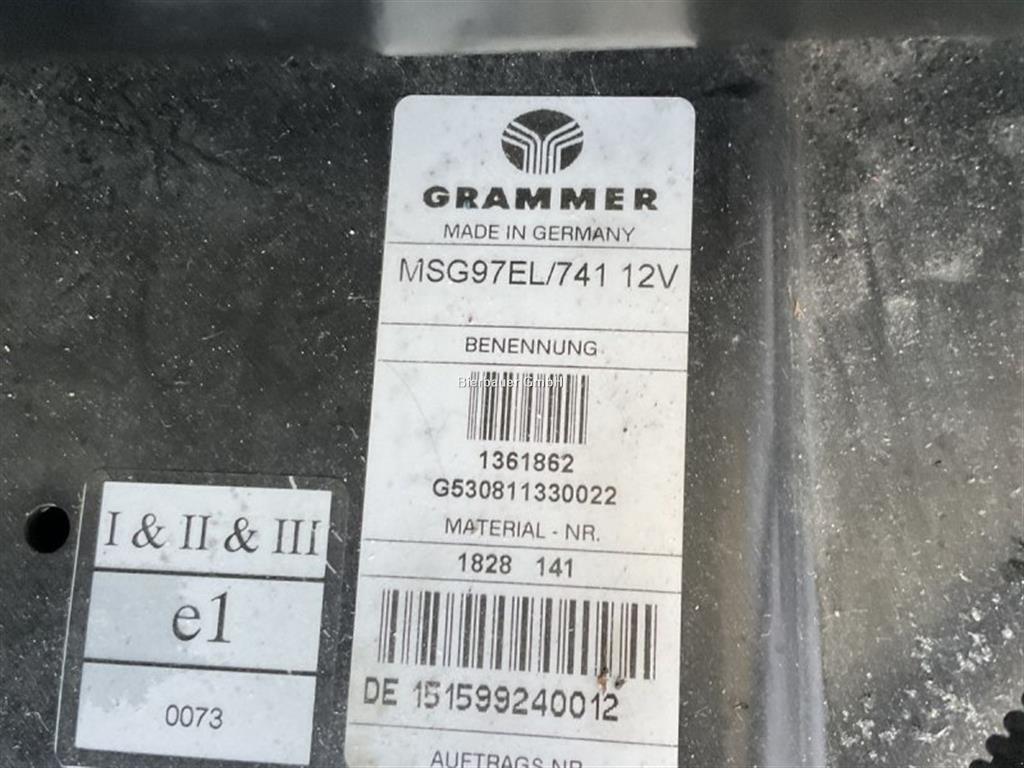 GRAMMER
MADE IN GERMANY
MSG97EL/741 12V
BENENNUNG
Bierbauer GmbH
1361862
G530811330022
MATERIAL - NR.
1828 141
DE 151599240012
AUFTRAGS NR
I & II & III
e1
0073